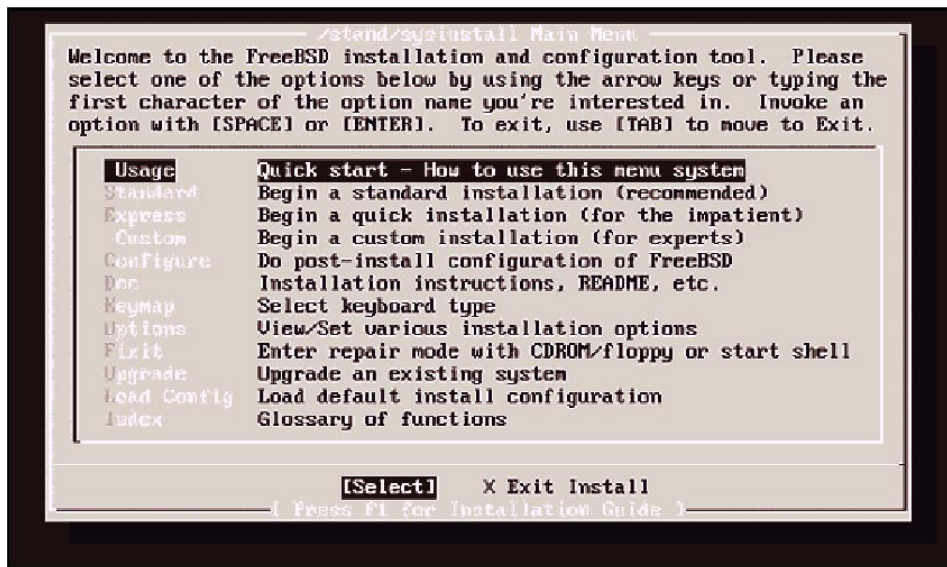 /stand/sysinstall Main Menu
Welcome to the FreeBSD installation and configuration tool.  Please
select one of the options below by using the arrow keys or typing the
first character of the option name you're interested in.  Invoke an
option with [SPACE] or [ENTER].  To exit, use [TAB] to move to Exit.
Usage Quick start - How to use this menu system
Standard Begin a standard installation (recommended)
Express Begin a quick installation (for the impatient)
Custom Begin a custom installation (for experts)
Configure Do post-install configuration of FreeBSD
Doc Installation instructions, README, etc.
Keymap Select keyboard type
Options View/Set various installation options
Fixit Enter repair mode with CDROM/floppy or start shell
Upgrade Upgrade an existing system
Load Config Load default install configuration
Index Glossary of functions
[Select] X Exit Install
[ Press F1 for Installation Guide ]